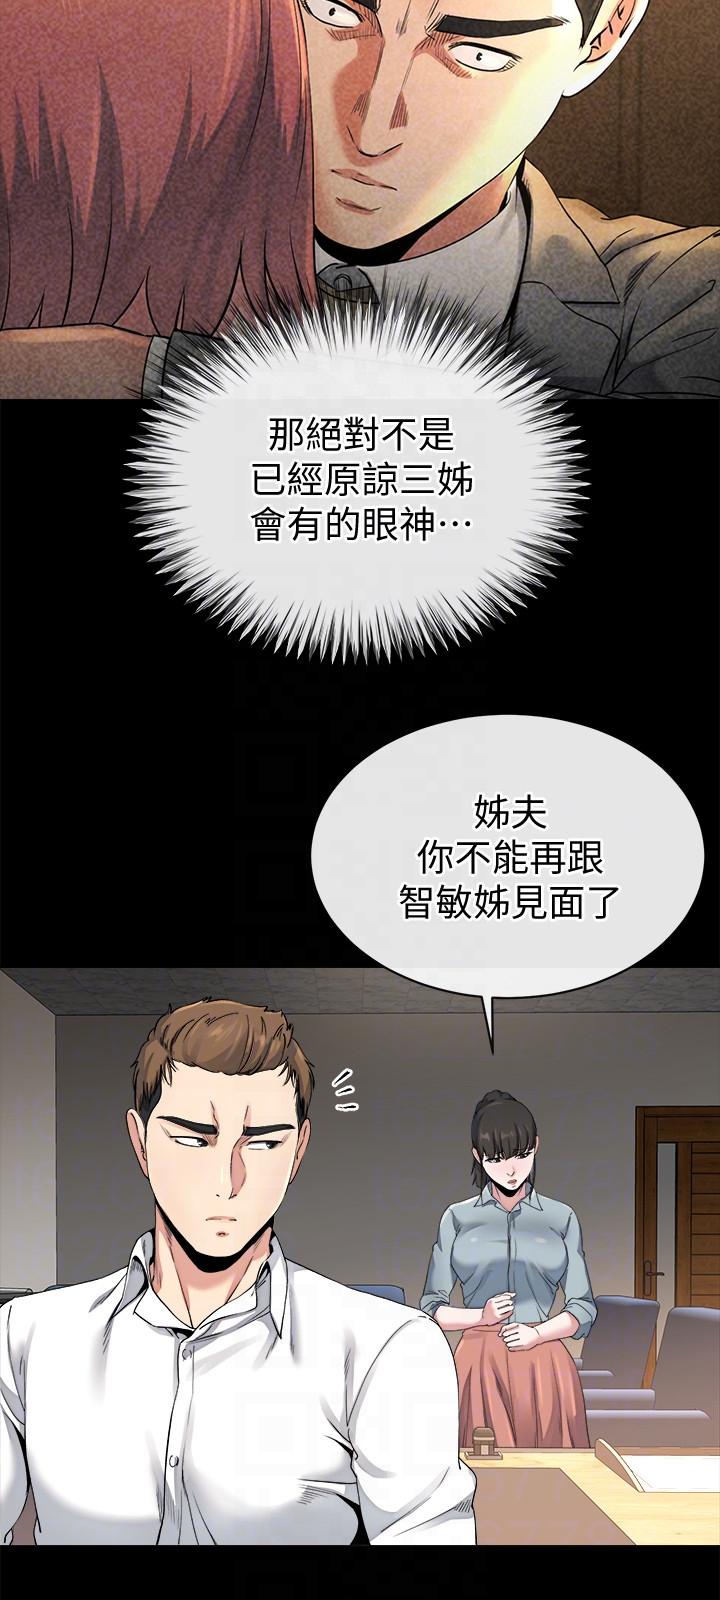 那絕對不是
已經原諒三姊
會有的眼神⋯
姊夫
你不能再跟
智敏姊見面了